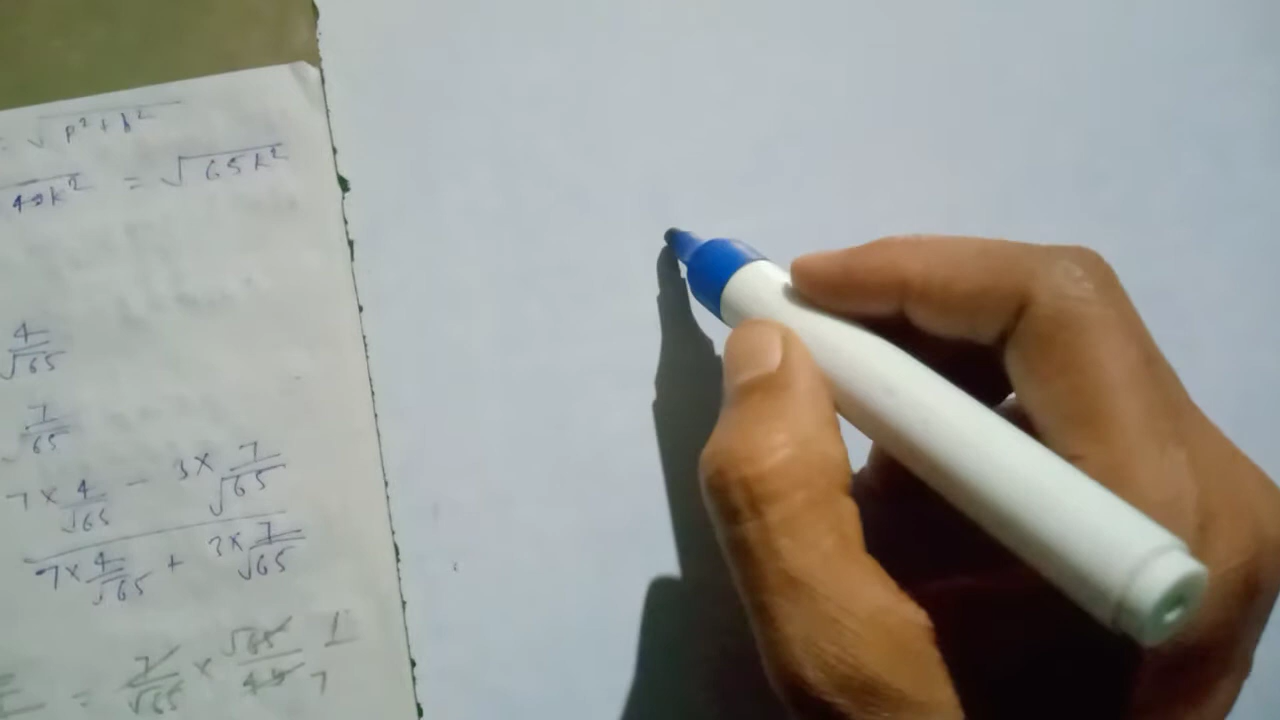 = √p²+b²
49k² = √65k²
4/√65
7/√65
7×4/√65 − 3×7/√65
7×4/√65 + 3×7/√65
= 7/√65 × √65/49 1/7